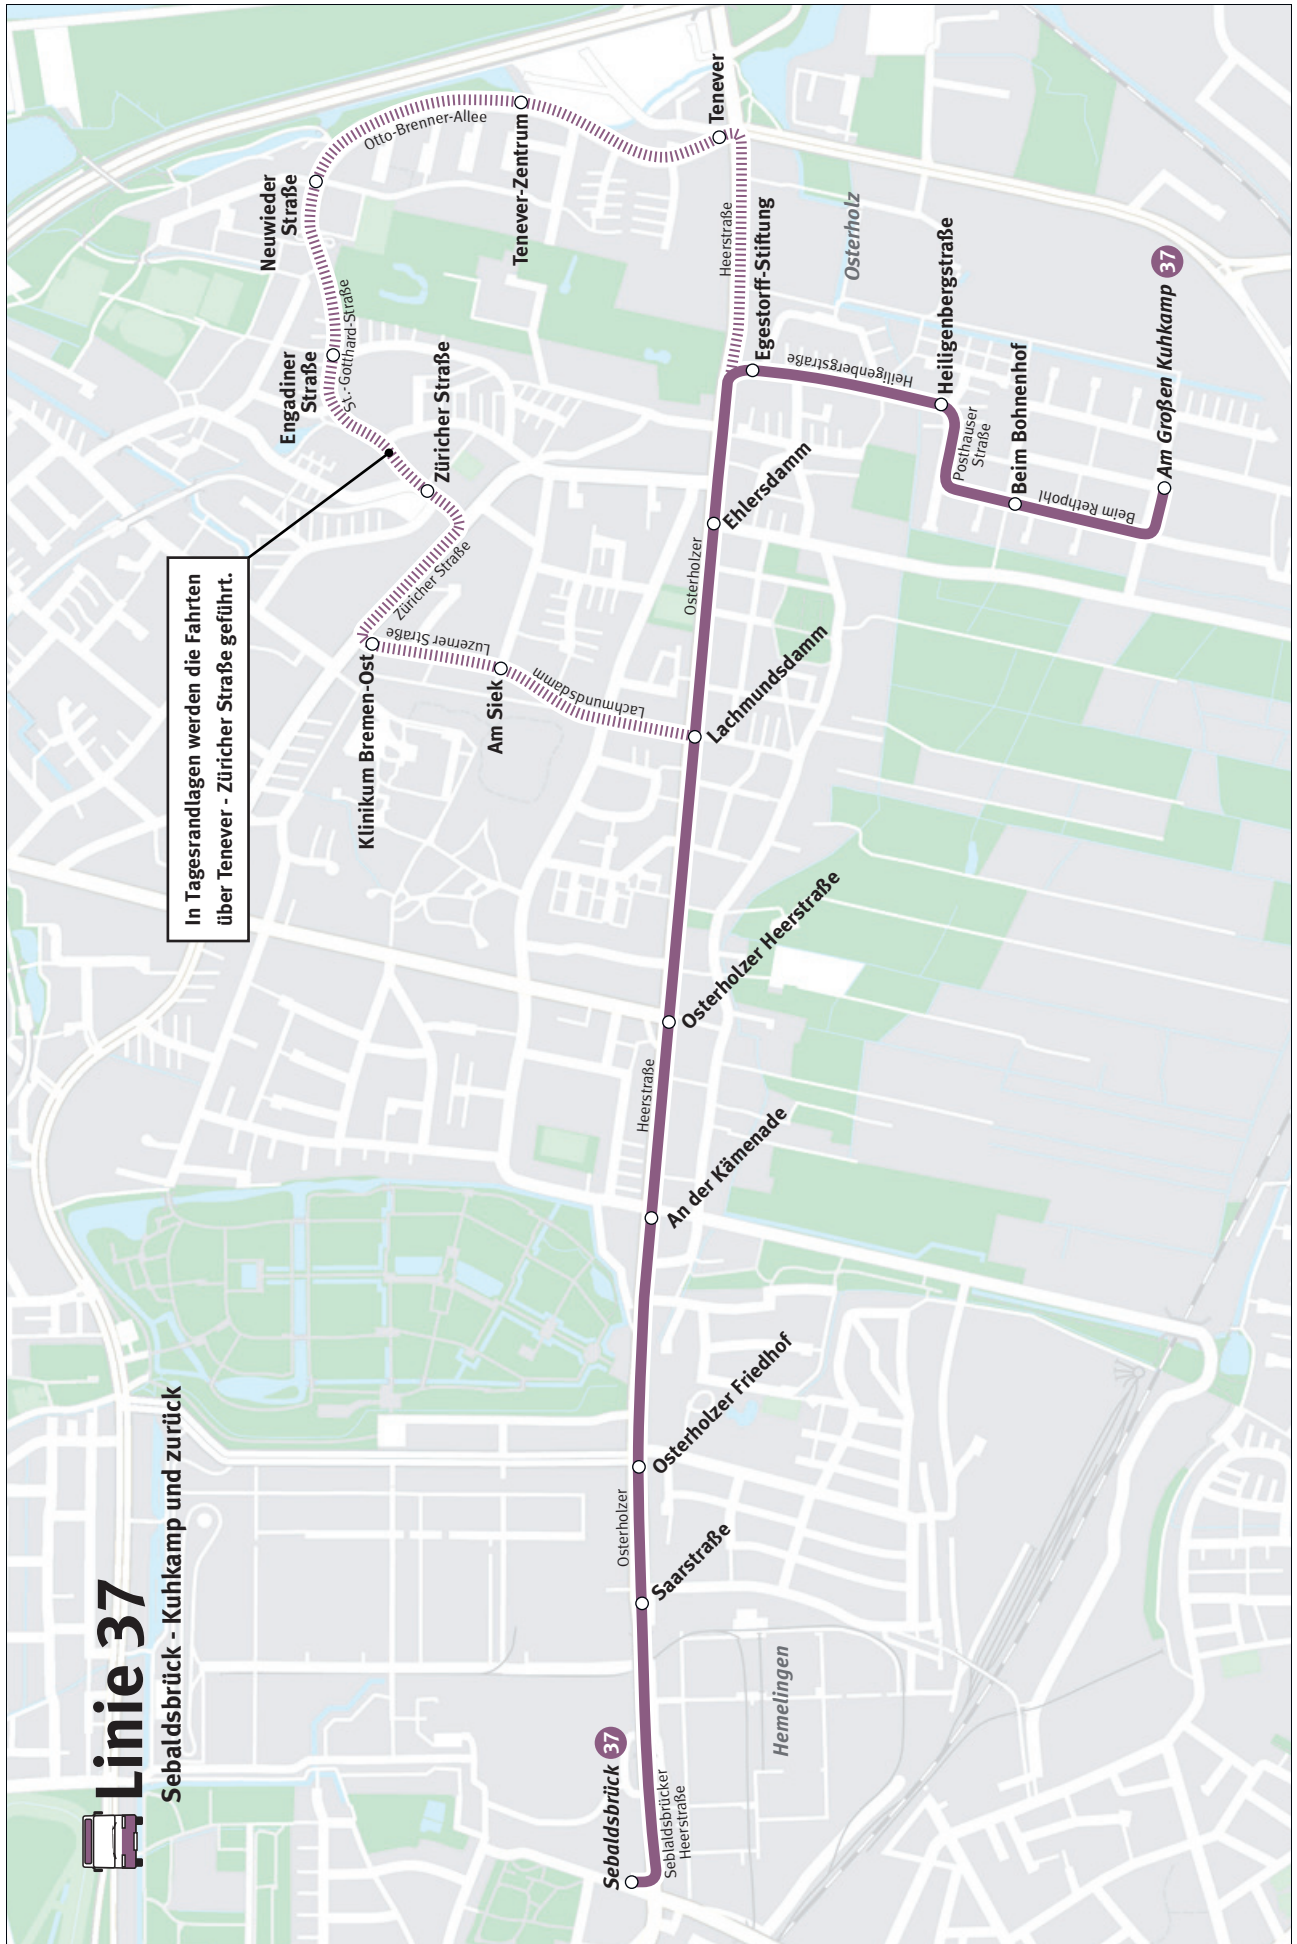 Linie 37
Sebaldsbrück - Kuhkamp und zurück
In Tagesrandlagen werden die Fahrten
über Tenever - Züricher Straße geführt.
Sebaldsbrück 37
Seblaldsbrücker
Heerstraße
Hemelingen
Saarstraße
Osterholzer
Osterholzer Friedhof
An der Kämenade
Heerstraße
Osterholzer Heerstraße
Lachmundsdamm
Lachmundsdamm
Am Siek
Luzerner Straße
Klinikum Bremen-Ost
Züricher Straße
Züricher Straße
Engadiner
Straße
St.-Gotthard-Straße
Neuwieder
Straße
Otto-Brenner-Allee
Tenever-Zentrum
Tenever
Heerstraße
Osterholzer
Ehlersdamm
Egestorff-Stiftung
Osterholz
Heiligenbergstraße
Heiligenbergstraße
Posthauser
Straße
Beim Bohnenhof
Beim Rethpohl
Am Großen Kuhkamp 37